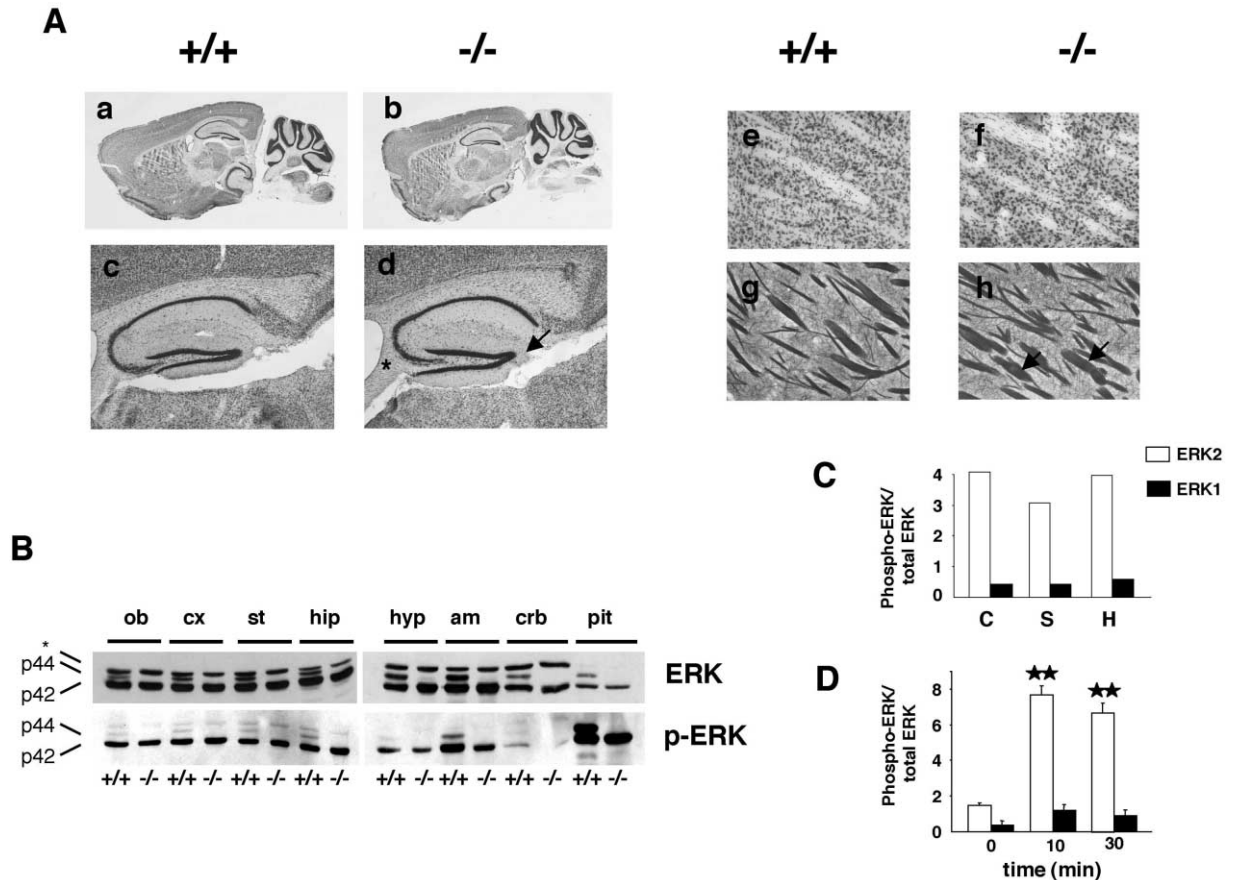 A
+/+ -/- +/+ -/-
a b
e f
c d
*
g h
C
Phospho-ERK/
total ERK
4
3
2
1
0
C S H
ERK2
ERK1
B
ob cx st hip hyp am crb pit
*
p44
p42
ERK
p44
p42
p-ERK
+/+ -/- +/+ -/- +/+ -/- +/+ -/- +/+ -/- +/+ -/- +/+ -/- +/+ -/-
D
Phospho-ERK/
total ERK
8
6
4
2
0
★★ ★★
0 10 30
time (min)